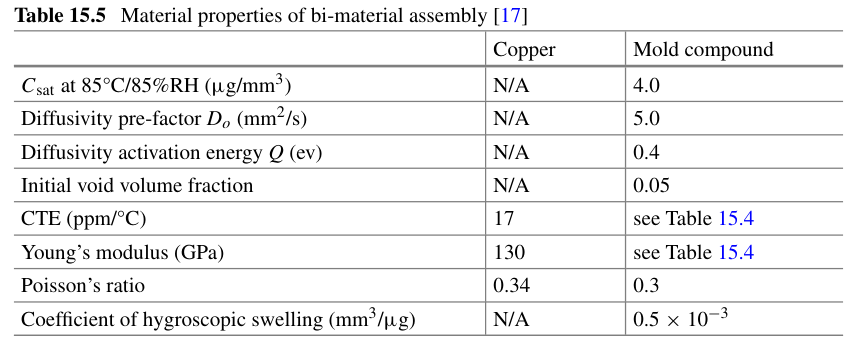 Table 15.5 Material properties of bi-material assembly [17]
Copper Mold compound
C_sat at 85°C/85%RH (μg/mm³) N/A 4.0
Diffusivity pre-factor D_o (mm²/s) N/A 5.0
Diffusivity activation energy Q (ev) N/A 0.4
Initial void volume fraction N/A 0.05
CTE (ppm/°C) 17 see Table 15.4
Young's modulus (GPa) 130 see Table 15.4
Poisson's ratio 0.34 0.3
Coefficient of hygroscopic swelling (mm³/μg) N/A 0.5 × 10⁻³